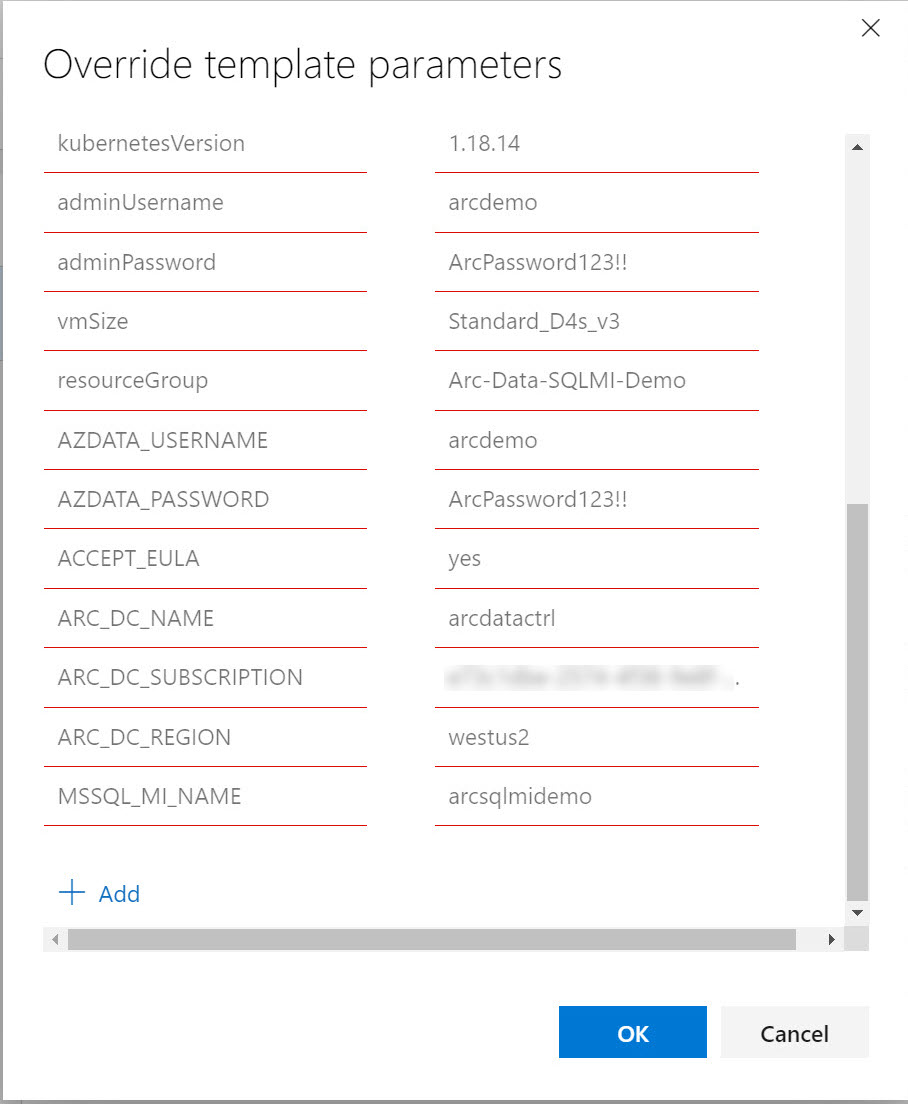 Override template parameters
kubernetesVersion 1.18.14
adminUsername arcdemo
adminPassword ArcPassword123!!
vmSize Standard_D4s_v3
resourceGroup Arc-Data-SQLMI-Demo
AZDATA_USERNAME arcdemo
AZDATA_PASSWORD ArcPassword123!!
ACCEPT_EULA yes
ARC_DC_NAME arcdatactrl
ARC_DC_SUBSCRIPTION
ARC_DC_REGION westus2
MSSQL_MI_NAME arcsqlmidemo
Add
OK Cancel